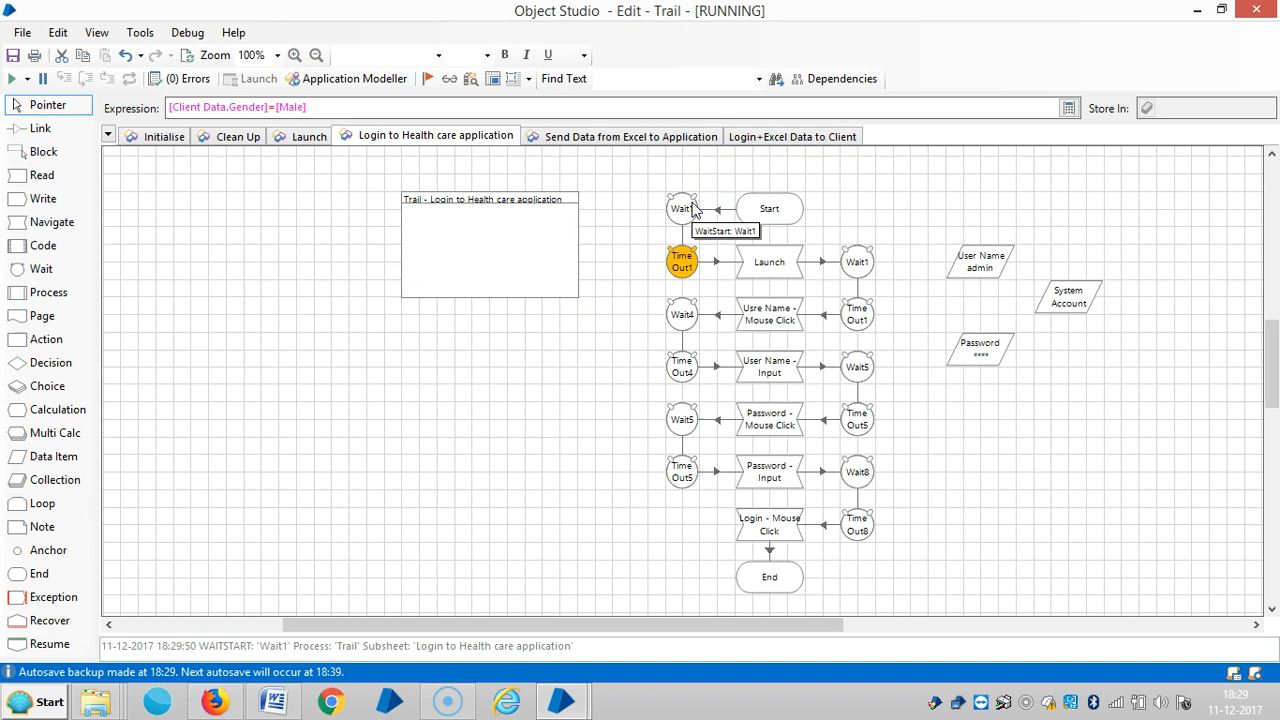 Object Studio - Edit - Trail - [RUNNING]
File Edit View Tools Debug Help
Zoom 100% B I U
(0) Errors Launch Application Modeller Find Text Dependencies
Pointer
Expression: [Client Data.Gender]=[Male] Store In:
Link
Initialise Clean Up Launch Login to Health care application Send Data from Excel to Application Login+Excel Data to Client
Block
Read
Write
Navigate
Code
Wait
Process
Page
Action
Decision
Choice
Calculation
Multi Calc
Data Item
Collection
Loop
Note
Anchor
End
Exception
Recover
Resume
Trail - Login to Health care application
Wait1 Start
WaitStart: Wait1
Time Out1
Launch
Wait1
Wait4
Usre Name - Mouse Click
Time Out1
Time Out4
User Name - Input
Wait5
Wait5
Password - Mouse Click
Time Out5
Time Out5
Password - Input
Wait8
Login - Mouse Click
Time Out8
End
User Name
admin
System
Account
Password
****
11-12-2017 18:29:50 WAITSTART: 'Wait1' Process: 'Trail' Subsheet: 'Login to Health care application'
Autosave backup made at 18:29. Next autosave will occur at 18:39.
Start
18:29
11-12-2017